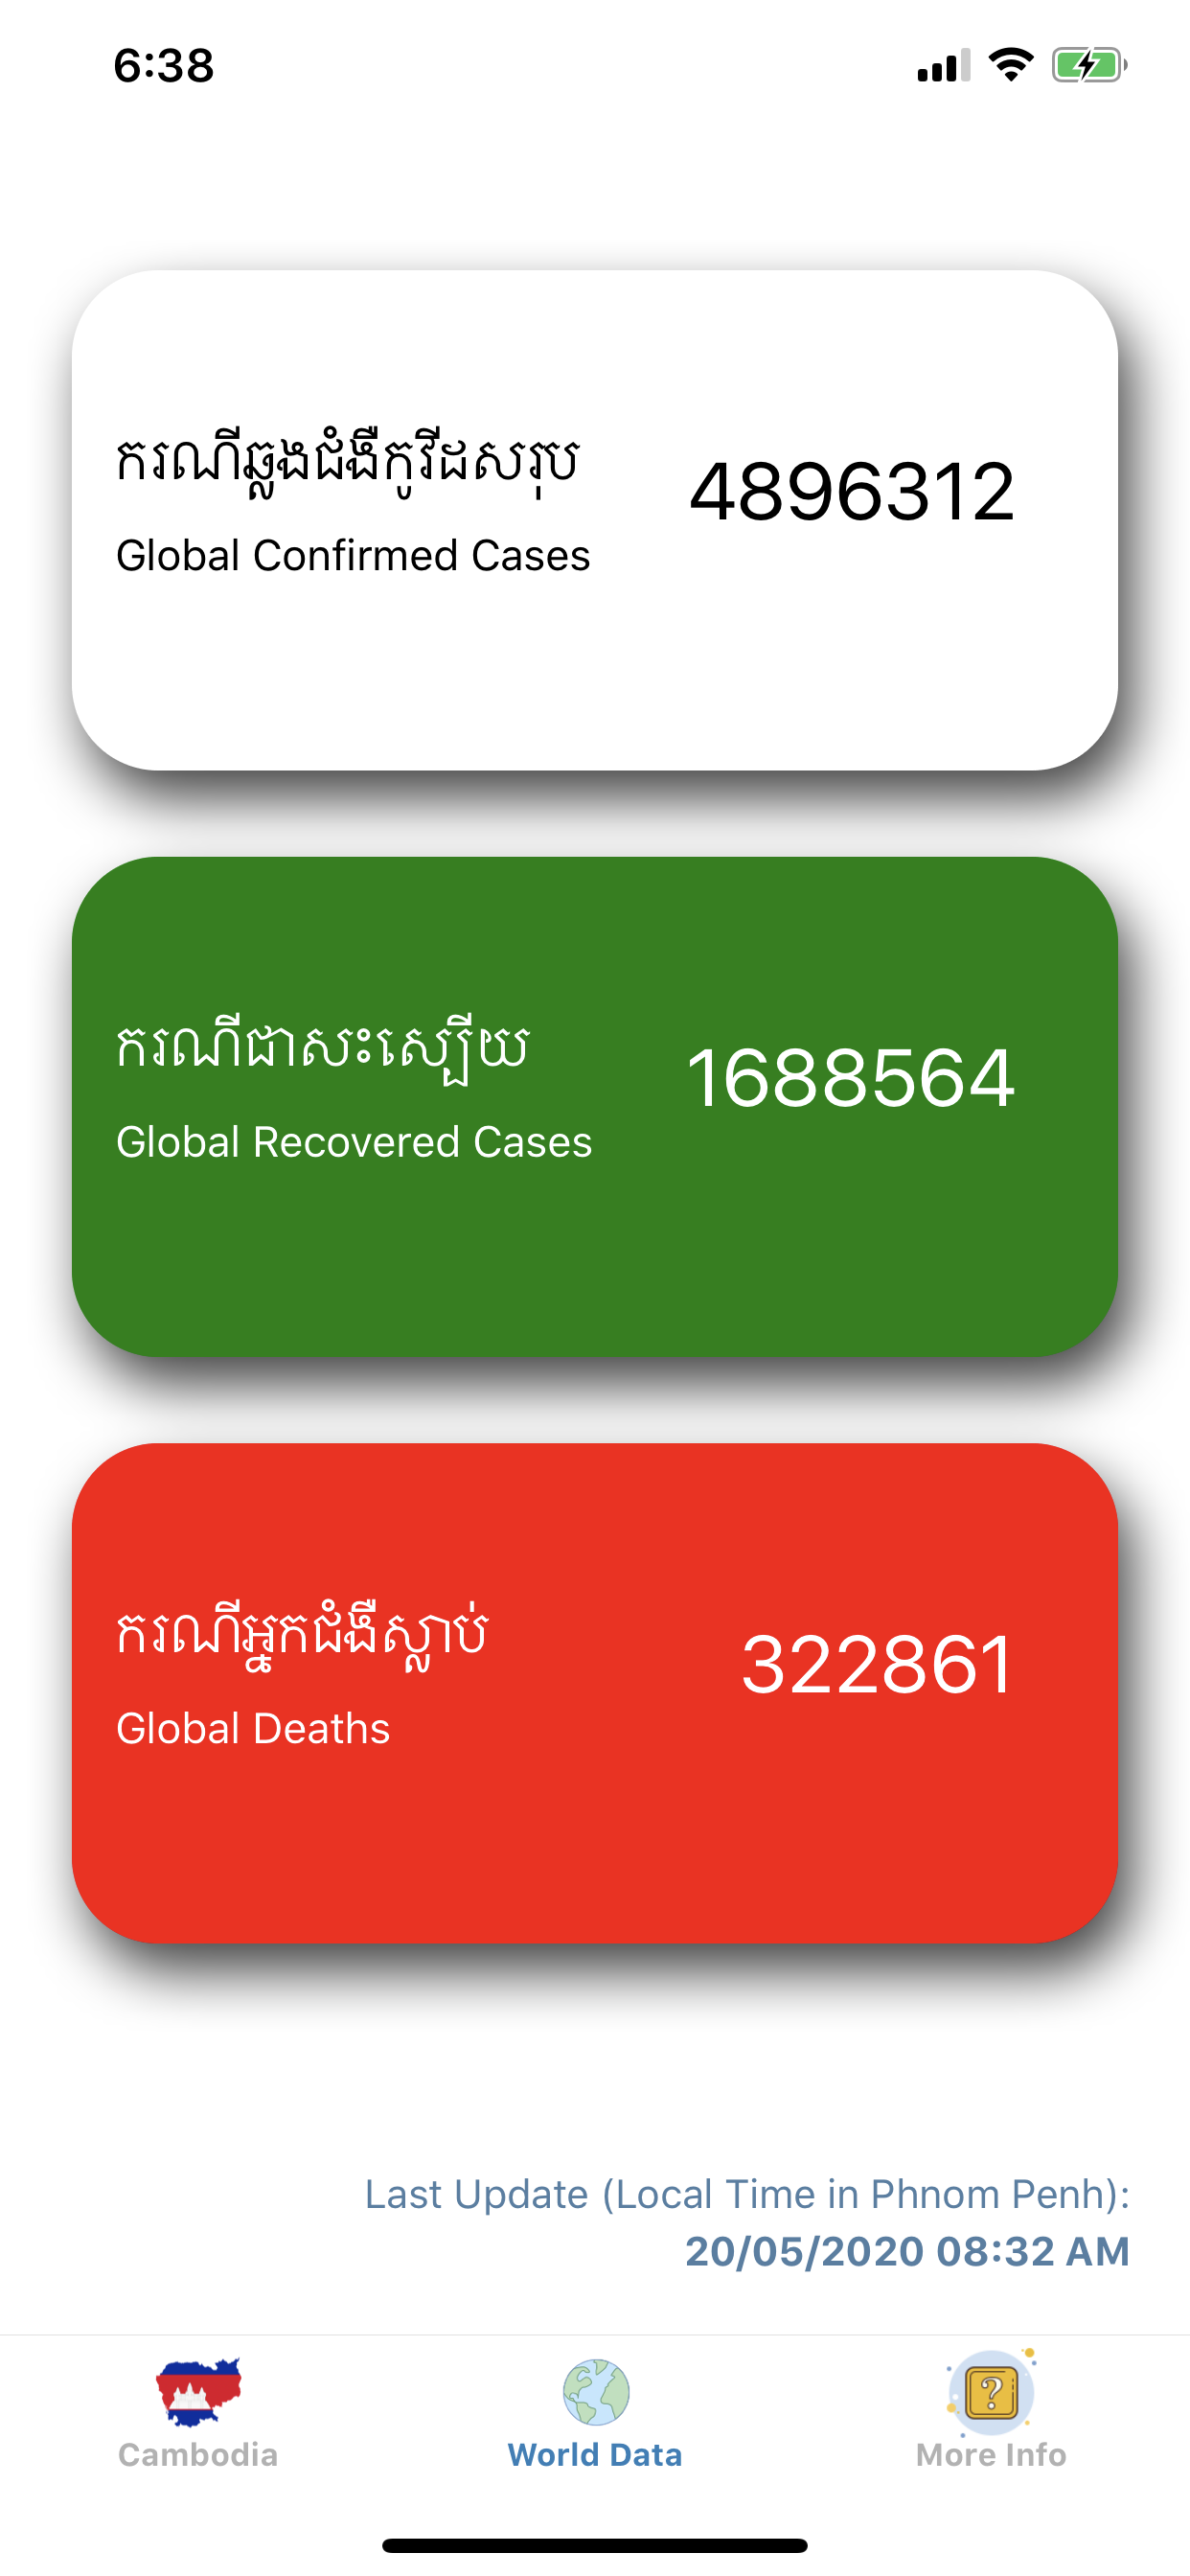 6:38
ករណីឆ្លងជំងឺកូវីដសរុប
4896312
Global Confirmed Cases
ករណីជាសះស្បើយ
1688564
Global Recovered Cases
ករណីអ្នកជំងឺស្លាប់
322861
Global Deaths
Last Update (Local Time in Phnom Penh):
20/05/2020 08:32 AM
Cambodia
World Data
More Info